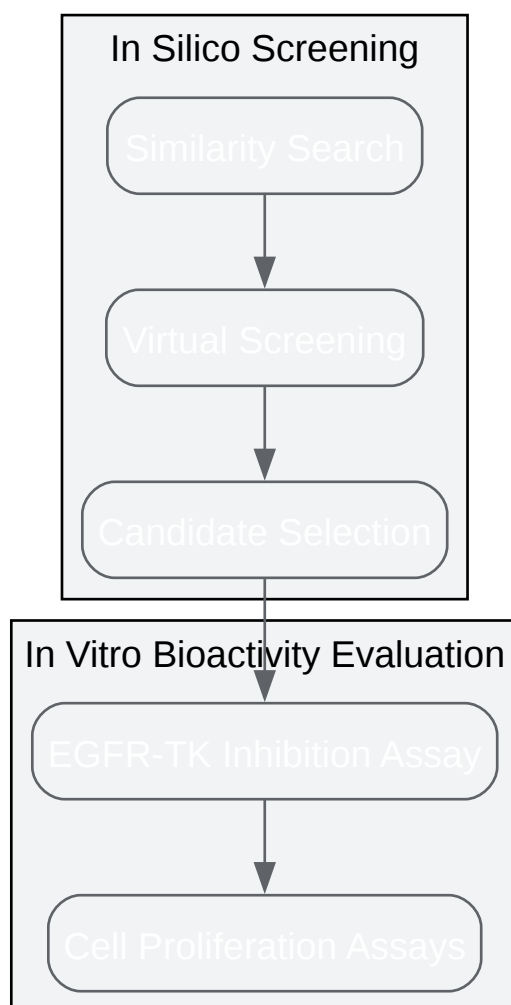 In Silico Screening
Similarity Search
Virtual Screening
Candidate Selection
In Vitro Bioactivity Evaluation
EGFR-TK Inhibition Assay
Cell Proliferation Assays